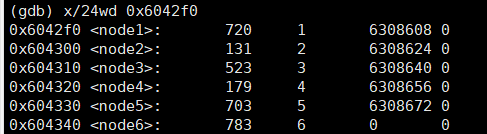 (gdb) x/24wd 0x6042f0
0x6042f0 <node1>: 720 1 6308608 0
0x604300 <node2>: 131 2 6308624 0
0x604310 <node3>: 523 3 6308640 0
0x604320 <node4>: 179 4 6308656 0
0x604330 <node5>: 703 5 6308672 0
0x604340 <node6>: 783 6 0 0